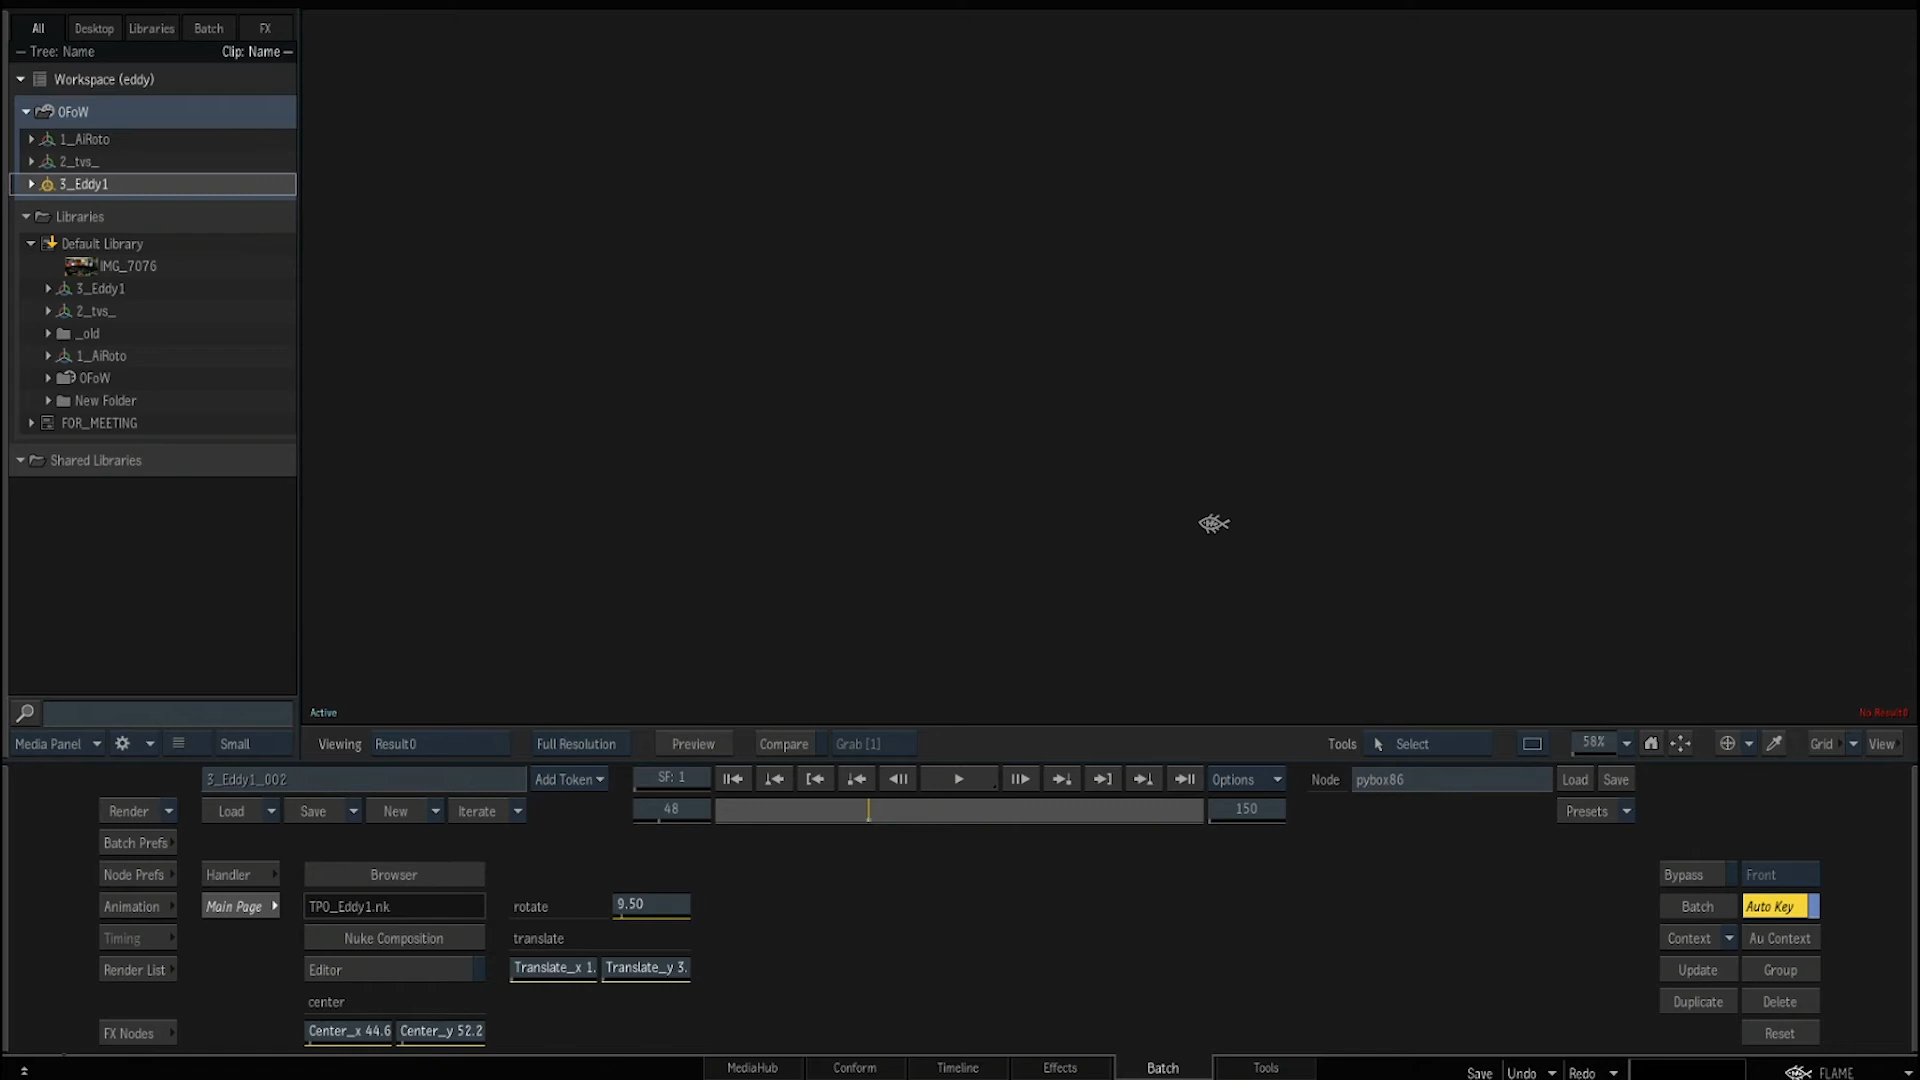 All Desktop Libraries Batch FX
Tree: Name Clip: Name
Workspace (eddy)
OFoW
1_AiRoto
2_tvs_
3_Eddy1
Libraries
Default Library
IMG_7076
3_Eddy1
2_tvs_
_old
1_AiRoto
OFoW
New Folder
FOR_MEETING
Shared Libraries
Active No Result0
Media Panel Small Viewing Result0 Full Resolution Preview Compare Grab [1] Tools Select 58% Grid View
3_Eddy1_002 Add Token SF: 1 Options Node pybox86 Load Save
Render Load Save New Iterate 48 150 Presets
Batch Prefs
Node Prefs Handler Browser Bypass Front
Animation Main Page TPO_Eddy1.nk rotate 9.50 Batch Auto Key
Timing Nuke Composition translate Context Au Context
Render List Editor Translate_x 1. Translate_y 3. Update Group
center Duplicate Delete
FX Nodes Center_x 44.6 Center_y 52.2 Reset
MediaHub Conform Timeline Effects Batch Tools Save Undo Redo FLAME